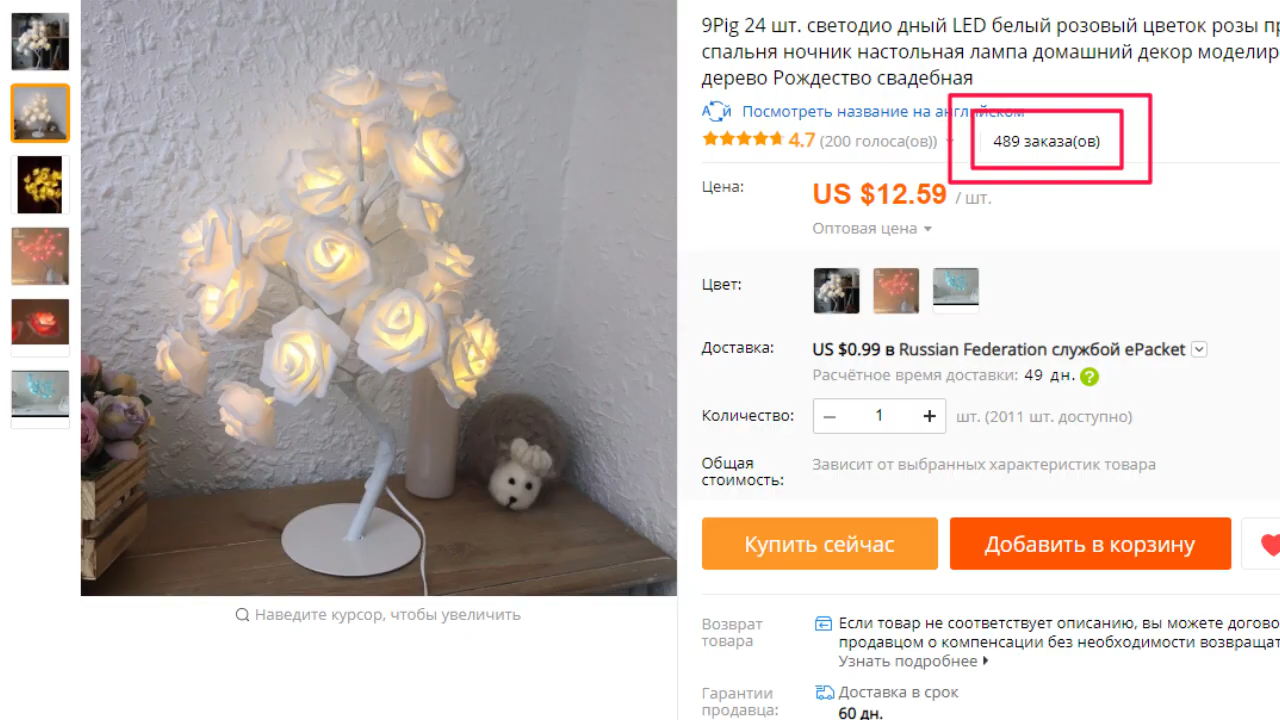 9Pig 24 шт. светодио дный LED белый розовый цветок розы
спальня ночник настольная лампа домашний декор
дерево Рождество свадебная
Посмотреть название на английском
4.7 (200 голоса(ов)) 489 заказа(ов)
Цена:
US $12.59 / шт.
Оптовая цена
Цвет:
Доставка: US $0.99 в Russian Federation службой ePacket
Расчётное время доставки: 49 дн. ?
Количество: – 1 + шт. (2011 шт. доступно)
Общая
стоимость:
Зависит от выбранных характеристик товара
Купить сейчас Добавить в корзину
Наведите курсор, чтобы увеличить
Возврат
товара
Если товар не соответствует описанию, вы можете
продавцом о компенсации без необходимости
Узнать подробнее
Гарантии
продавца:
Доставка в срок
60 дн.